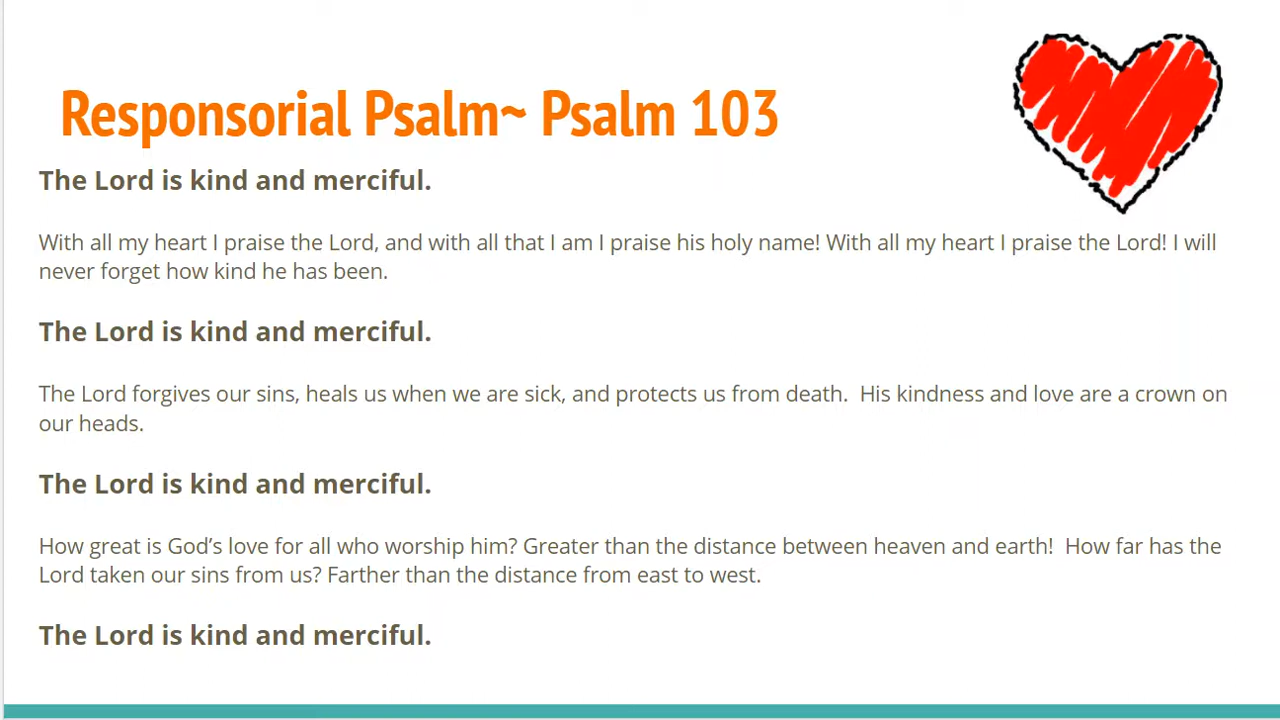 Responsorial Psalm~ Psalm 103
The Lord is kind and merciful.
With all my heart I praise the Lord, and with all that I am I praise his holy name! With all my heart I praise the Lord! I will
never forget how kind he has been.
The Lord is kind and merciful.
The Lord forgives our sins, heals us when we are sick, and protects us from death.  His kindness and love are a crown on
our heads.
The Lord is kind and merciful.
How great is God’s love for all who worship him? Greater than the distance between heaven and earth!  How far has the
Lord taken our sins from us? Farther than the distance from east to west.
The Lord is kind and merciful.